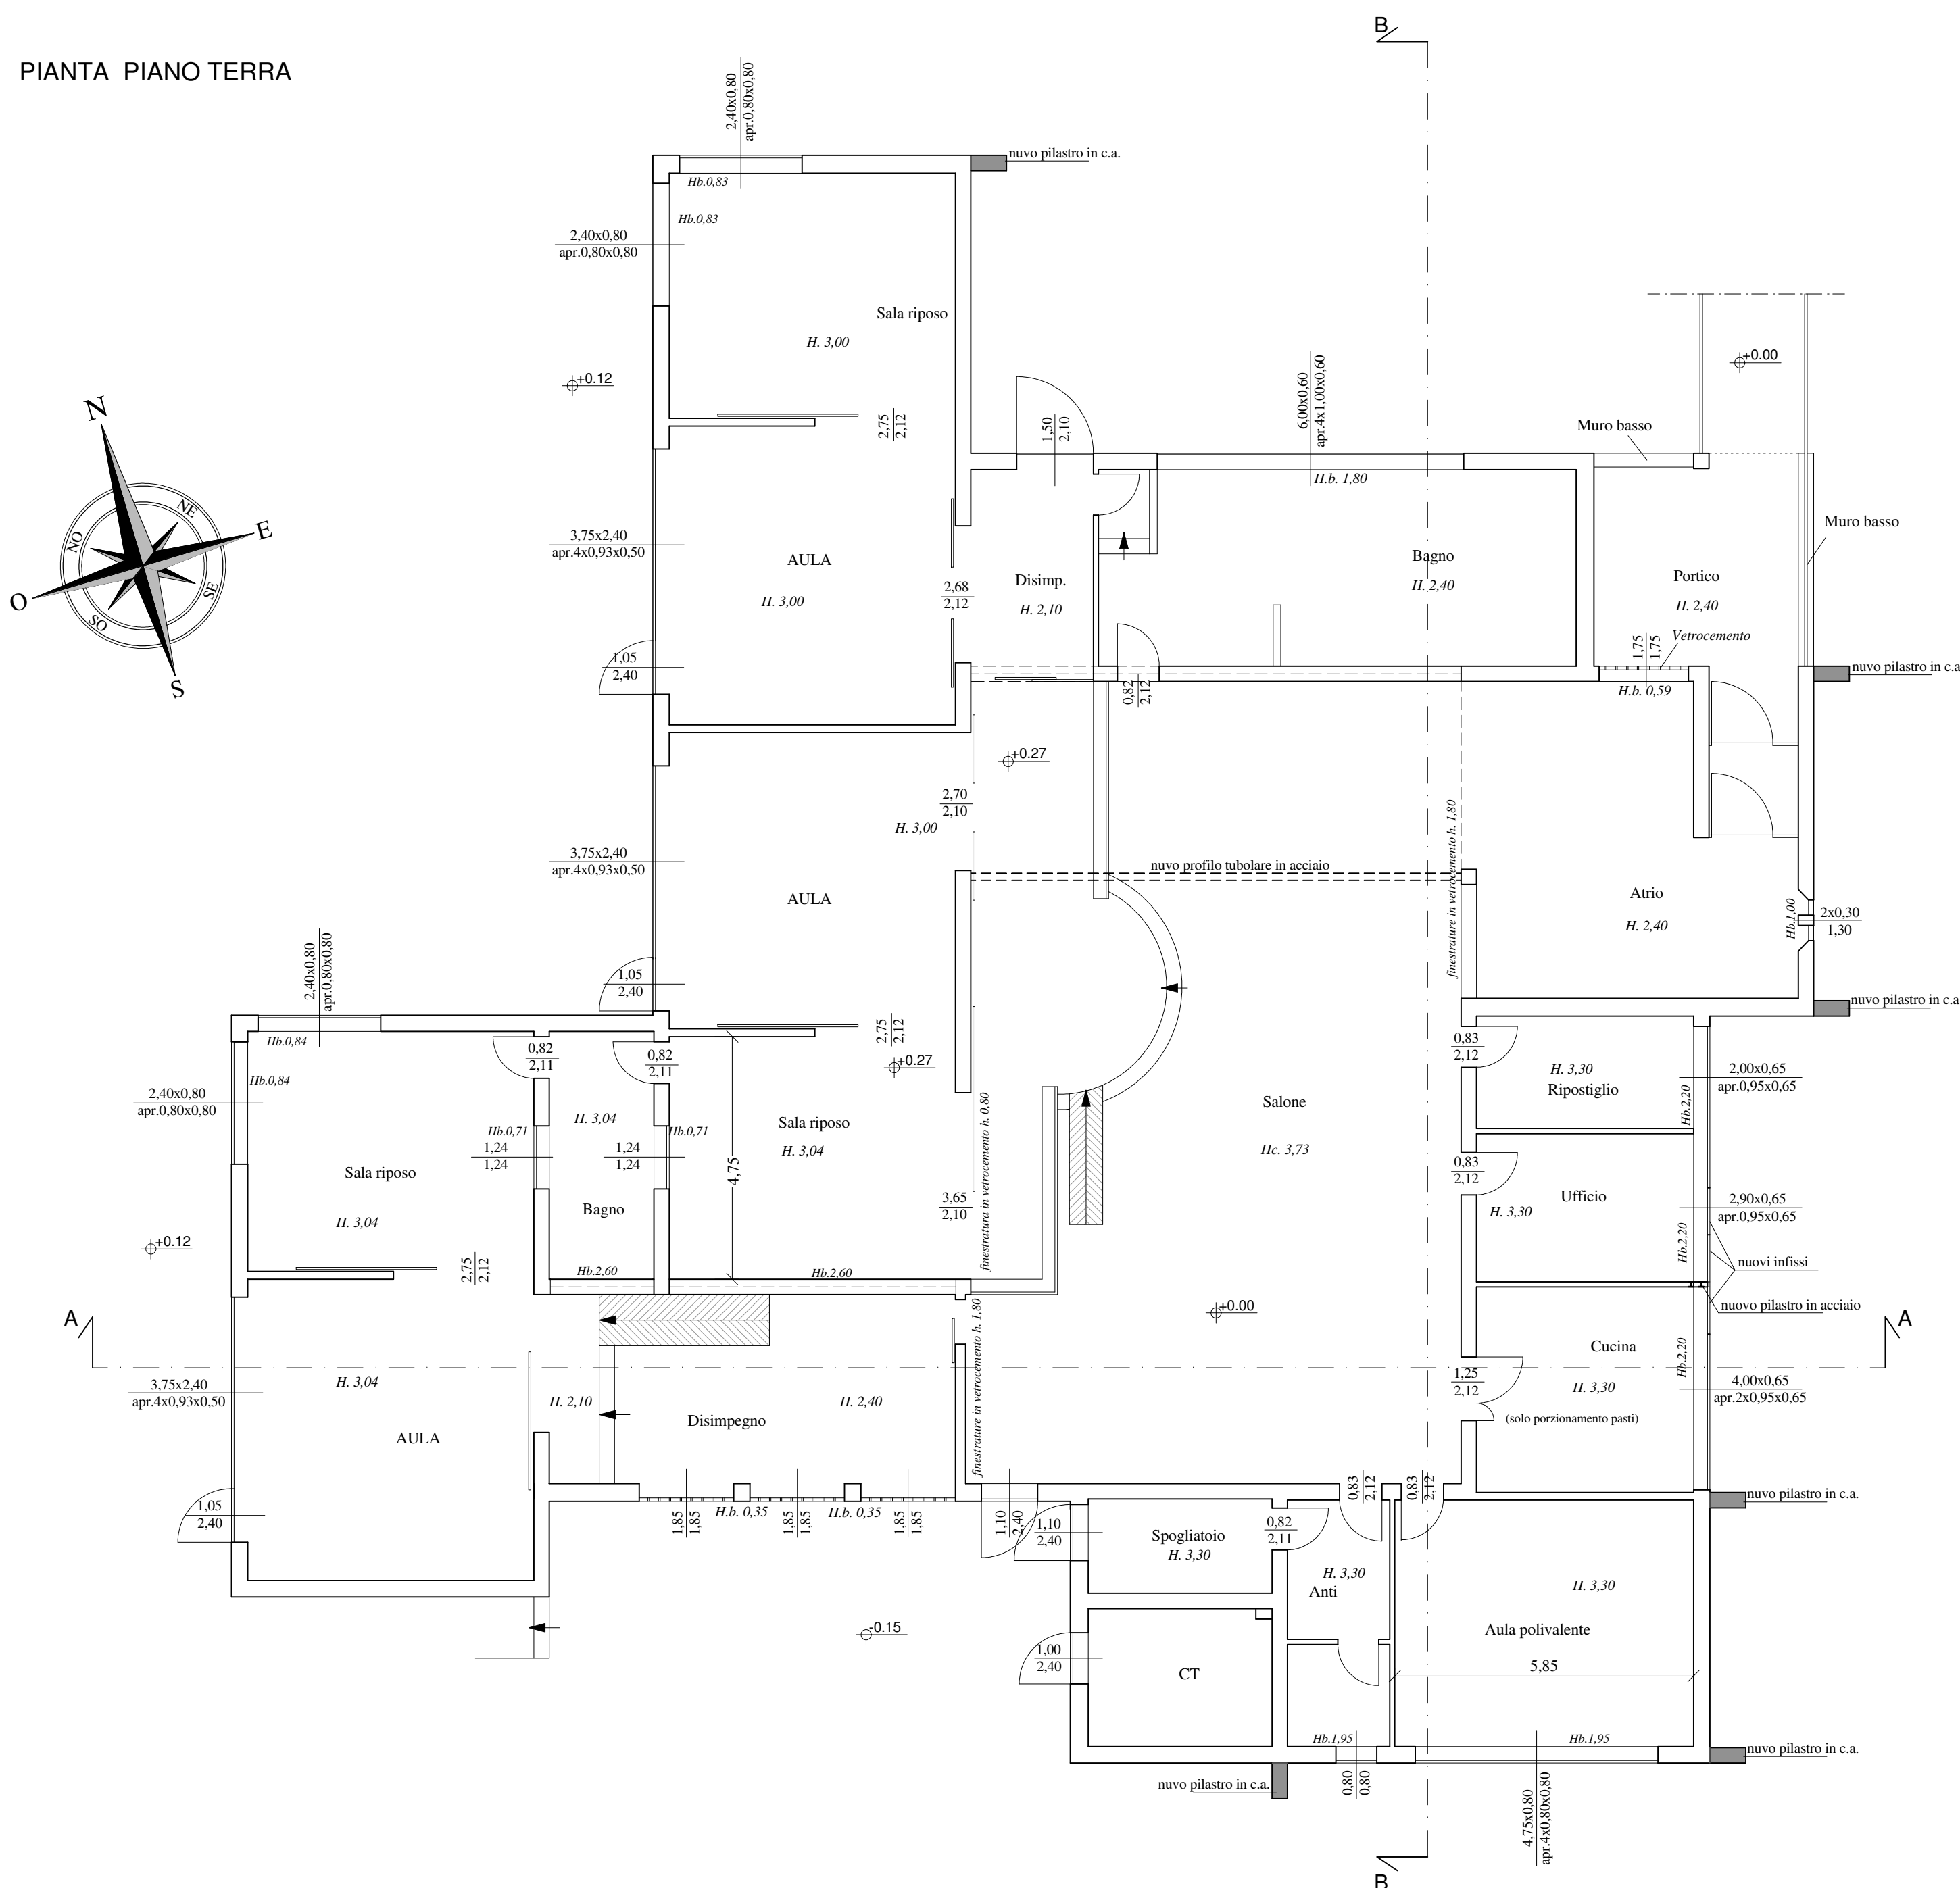 B
PIANTA PIANO TERRA
2,40x0,80
apr.0,80x0,80
nuvo pilastro in c.a.
Hb.0,83
Hb.0,83
2,40x0,80
apr.0,80x0,80
Sala riposo
H. 3,00
+0.12
+0.00
6,00x0,60
apr.4x1,00x0,60
2,75
2,12
1,50
2,10
Muro basso
H.b. 1,80
N
NE
E
SE
S
SO
O
NO
3,75x2,40
apr.4x0,93x0,50
AULA
H. 3,00
2,68
2,12
Disimp.
H. 2,10
Bagno
H. 2,40
Muro basso
Portico
H. 2,40
Vetrocemento
1,75
1,75
H.b. 0,59
nuvo pilastro in c.a
1,05
2,40
0,82
2,12
+0.27
2,70
2,10
H. 3,00
3,75x2,40
apr.4x0,93x0,50
AULA
nuvo profilo tubolare in acciaio
finestrature in vetrocemento h. 1,80
Atrio
H. 2,40
Hb.1,00
2x0,30
1,30
nuvo pilastro in c.a
1,05
2,40
2,40x0,80
apr.0,80x0,80
Hb.0,84
Hb.0,84
2,40x0,80
apr.0,80x0,80
0,82
2,11
0,82
2,11
2,75
2,12
+0.27
0,83
2,12
H. 3,30
Ripostiglio
Hb.2,20
2,00x0,65
apr.0,95x0,65
Hb.0,71
1,24
1,24
H. 3,04
Hb.0,71
1,24
1,24
4,75
Sala riposo
H. 3,04
finestratura in vetrocemento h. 0,80
Salone
Hc. 3,73
0,83
2,12
Ufficio
H. 3,30
Hb.2,20
2,90x0,65
apr.0,95x0,65
Sala riposo
H. 3,04
Bagno
3,65
2,10
+0.12
2,75
2,12
Hb.2,60
Hb.2,60
nuovi infissi
nuovo pilastro in acciaio
+0.00
A
A
finestrature in vetrocemento h. 1,80
Cucina
H. 3,30
(solo porzionamento pasti)
Hb.2,20
4,00x0,65
apr.2x0,95x0,65
1,25
2,12
3,75x2,40
apr.4x0,93x0,50
H. 3,04
AULA
H. 2,10
Disimpegno
H. 2,40
1,05
2,40
H.b. 0,35
H.b. 0,35
1,85
1,85
1,85
1,85
1,85
1,85
1,10
2,40
1,10
2,40
0,83
2,12
0,83
2,12
nuvo pilastro in c.a.
Spogliatoio
H. 3,30
0,82
2,11
H. 3,30
Anti
H. 3,30
Aula polivalente
-0.15
1,00
2,40
CT
5,85
Hb.1,95
Hb.1,95
nuvo pilastro in c.a.
nuvo pilastro in c.a.
0,80
0,80
4,75x0,80
apr.4x0,80x0,80
B